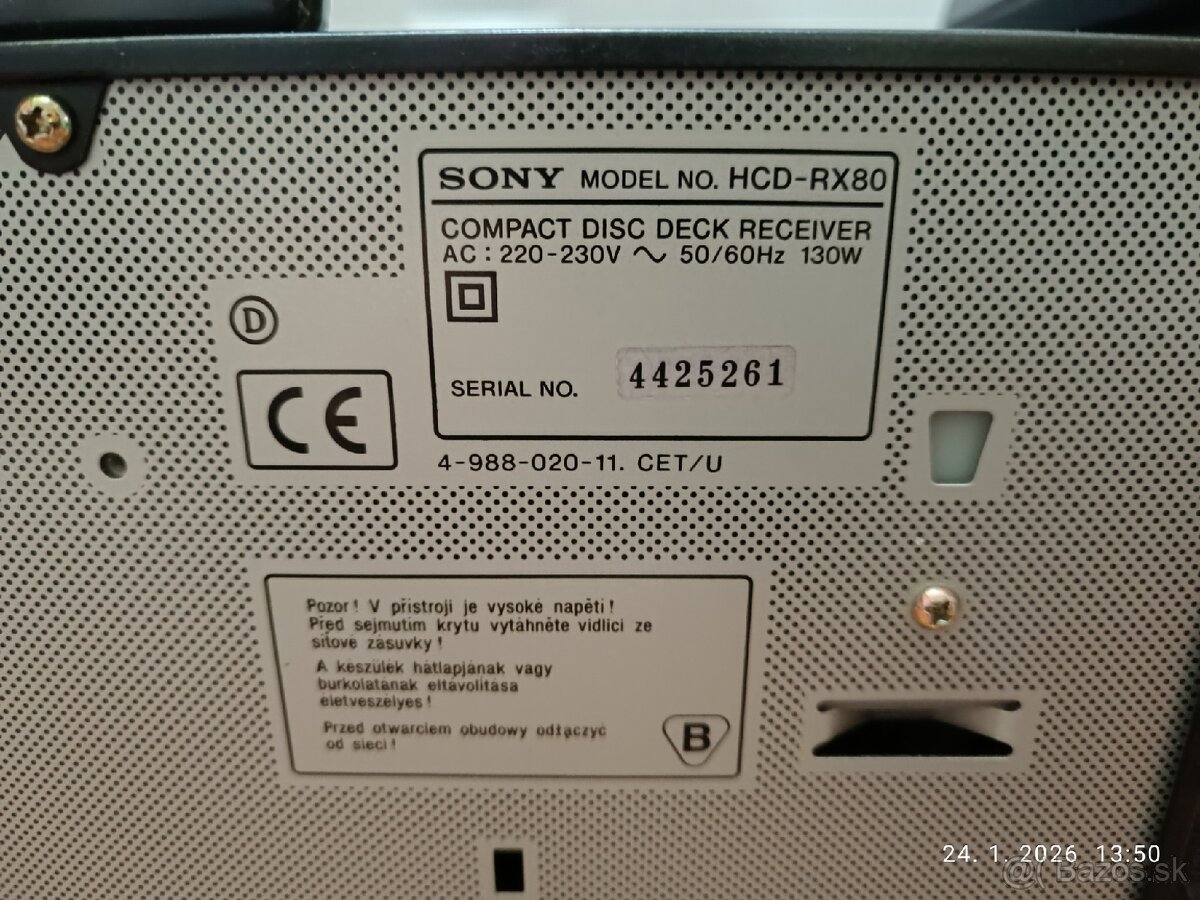 SONY MODEL NO. HCD-RX80
COMPACT DISC DECK RECEIVER
AC : 220-230V ~ 50/60Hz 130W
D
SERIAL NO. 4425261
CE
4-988-020-11. CET/U
Pozor! V přístroji je vysoké napětí!
Před sejmutím krytu vytáhněte vidlici ze
síťové zásuvky!
A készülék hátlapjának vagy
burkolatának eltávolítása
életveszélyes!
Przed otwarciem obudowy odłączyć
od sieci!
B
24. 1. 2026 13:50
Bazos.sk